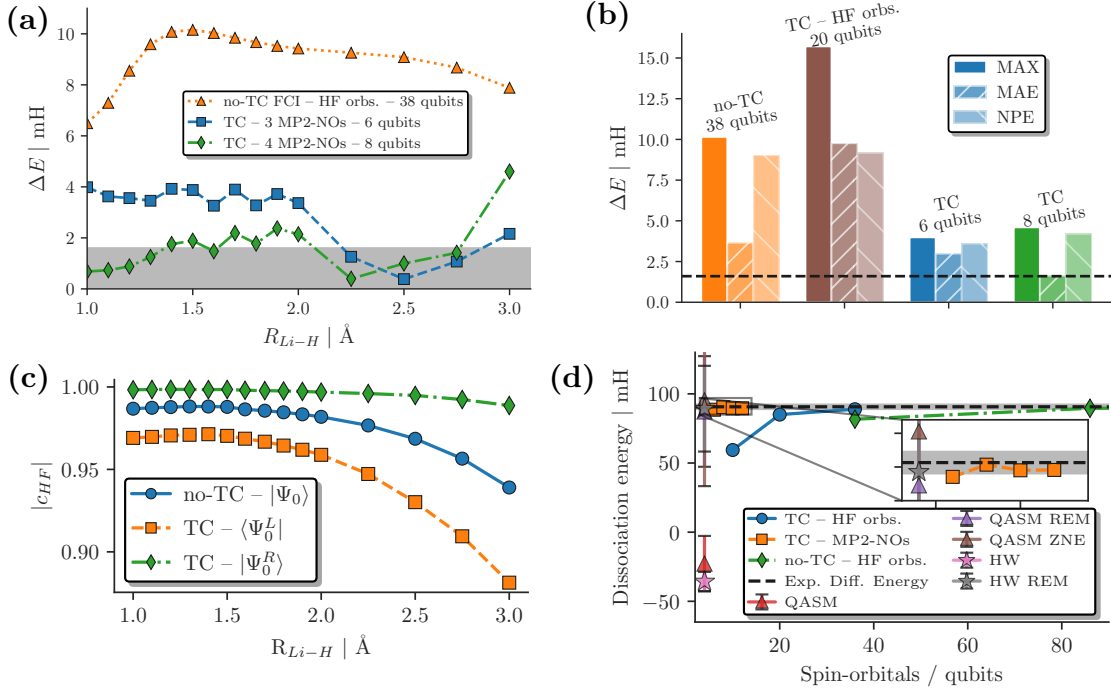 (a)
10
8
6
4
2
0
ΔE | mH
no-TC FCI – HF orbs. – 38 qubits
TC – 3 MP2-NOs – 6 qubits
TC – 4 MP2-NOs – 8 qubits
1.0 1.5 2.0 2.5 3.0
R_{Li−H} | Å
(b)
15.0
12.5
10.0
7.5
5.0
2.5
0.0
ΔE | mH
no-TC
38 qubits
TC – HF orbs.
20 qubits
TC
6 qubits
TC
8 qubits
MAX
MAE
NPE
(c)
1.00
0.95
0.90
|c_{HF}|
no-TC – |Ψ₀⟩
TC – ⟨Ψ₀ᴸ|
TC – |Ψ₀ᴿ⟩
1.0 1.5 2.0 2.5 3.0
R_{Li−H} | Å
(d)
100
50
0
−50
Dissociation energy | mH
TC – HF orbs.
TC – MP2-NOs
no-TC – HF orbs.
Exp. Diff. Energy
QASM
QASM REM
QASM ZNE
HW
HW REM
20 40 60 80
Spin-orbitals / qubits